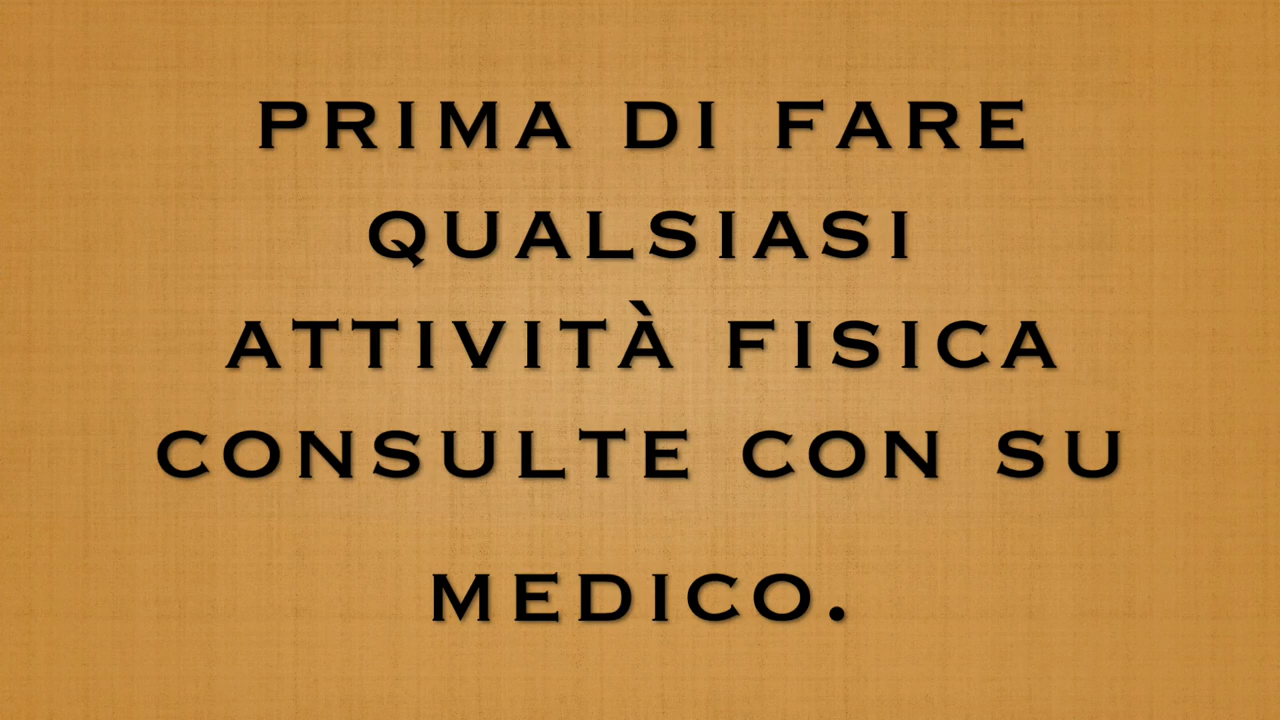 PRIMA DI FARE
QUALSIASI
ATTIVITÀ FISICA
CONSULTE CON SU
MEDICO.